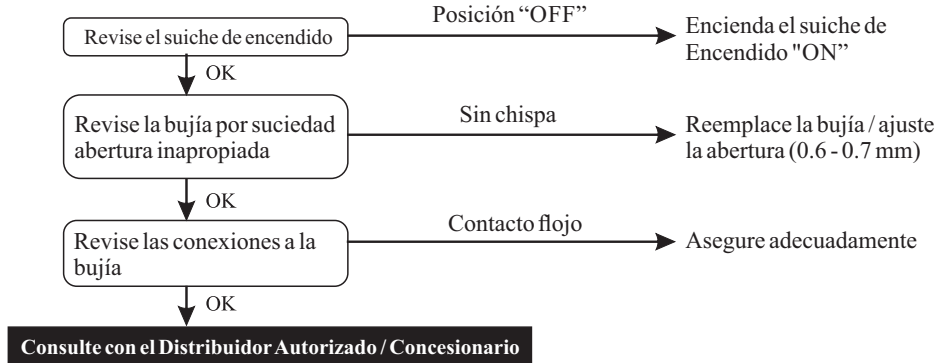 Revise el suiche de encendido
Posición “OFF”
Encienda el suiche de
Encendido "ON”
OK
Revise la bujía por suciedad
abertura inapropiada
Sin chispa
Reemplace la bujía / ajuste
la abertura (0.6 - 0.7 mm)
OK
Revise las conexiones a la
bujía
Contacto flojo
Asegure adecuadamente
OK
Consulte con el Distribuidor Autorizado / Concesionario